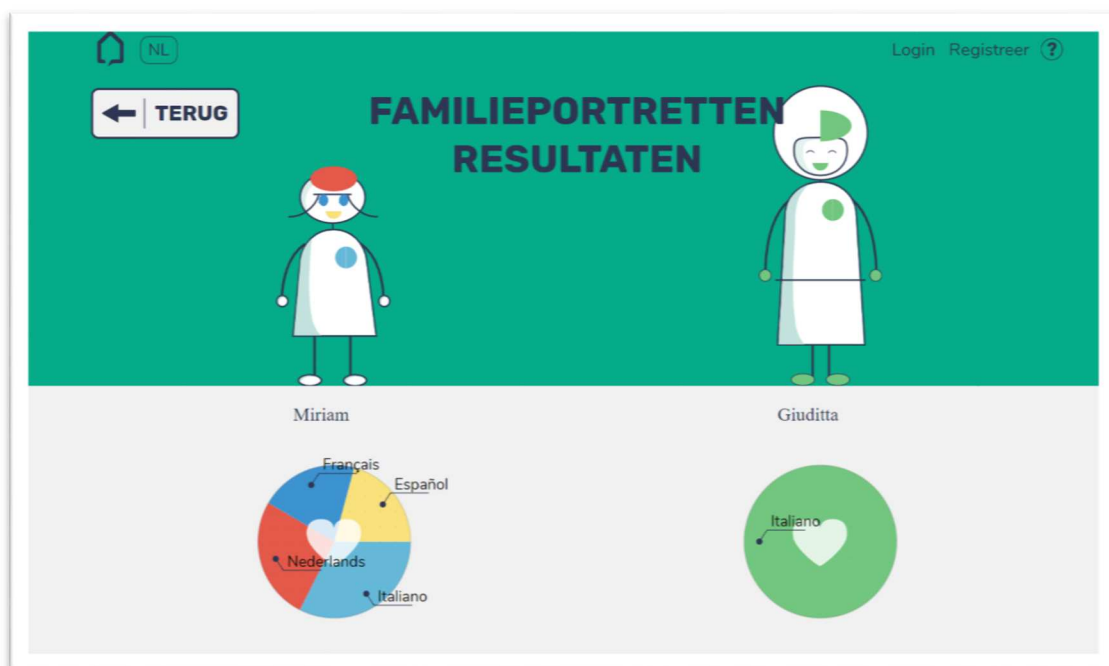 NL
Login Registreer ?
TERUG
FAMILIEPORTRETTEN
RESULTATEN
Miriam
Giuditta
Français
Español
Nederlands
Italiano
Italiano